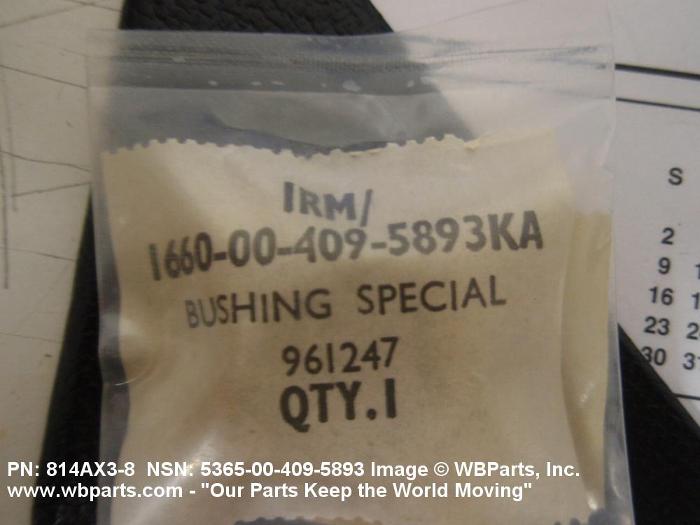 IRM/
1660-00-409-5893KA
BUSHING SPECIAL
961247
QTY.1
S
2
9
16
23
30
PN: 814AX3-8 NSN: 5365-00-409-5893 Image © WBParts, Inc.
www.wbparts.com - "Our Parts Keep the World Moving"